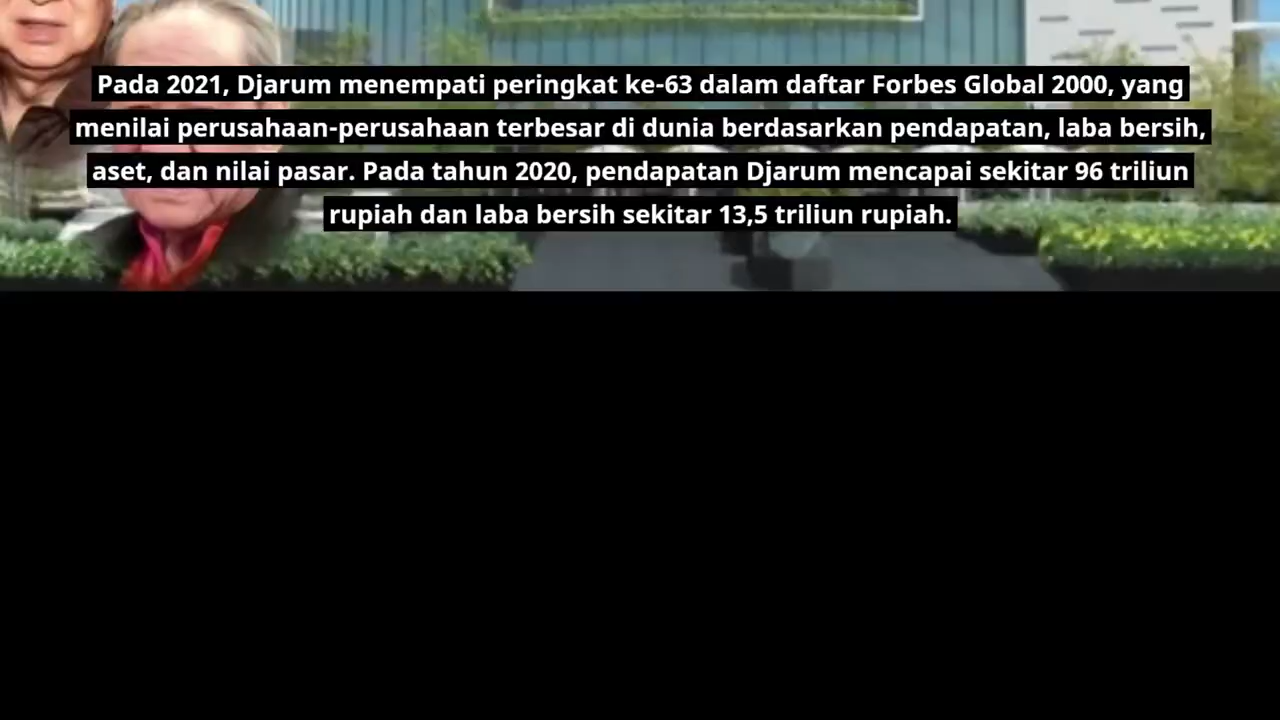 Pada 2021, Djarum menempati peringkat ke-63 dalam daftar Forbes Global 2000, yang
menilai perusahaan-perusahaan terbesar di dunia berdasarkan pendapatan, laba bersih,
aset, dan nilai pasar. Pada tahun 2020, pendapatan Djarum mencapai sekitar 96 triliun
rupiah dan laba bersih sekitar 13,5 triliun rupiah.